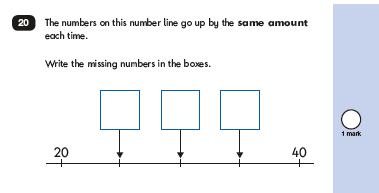 20 The numbers on this number line go up by the same amount
each time.
Write the missing numbers in the boxes.
20 40
1 mark